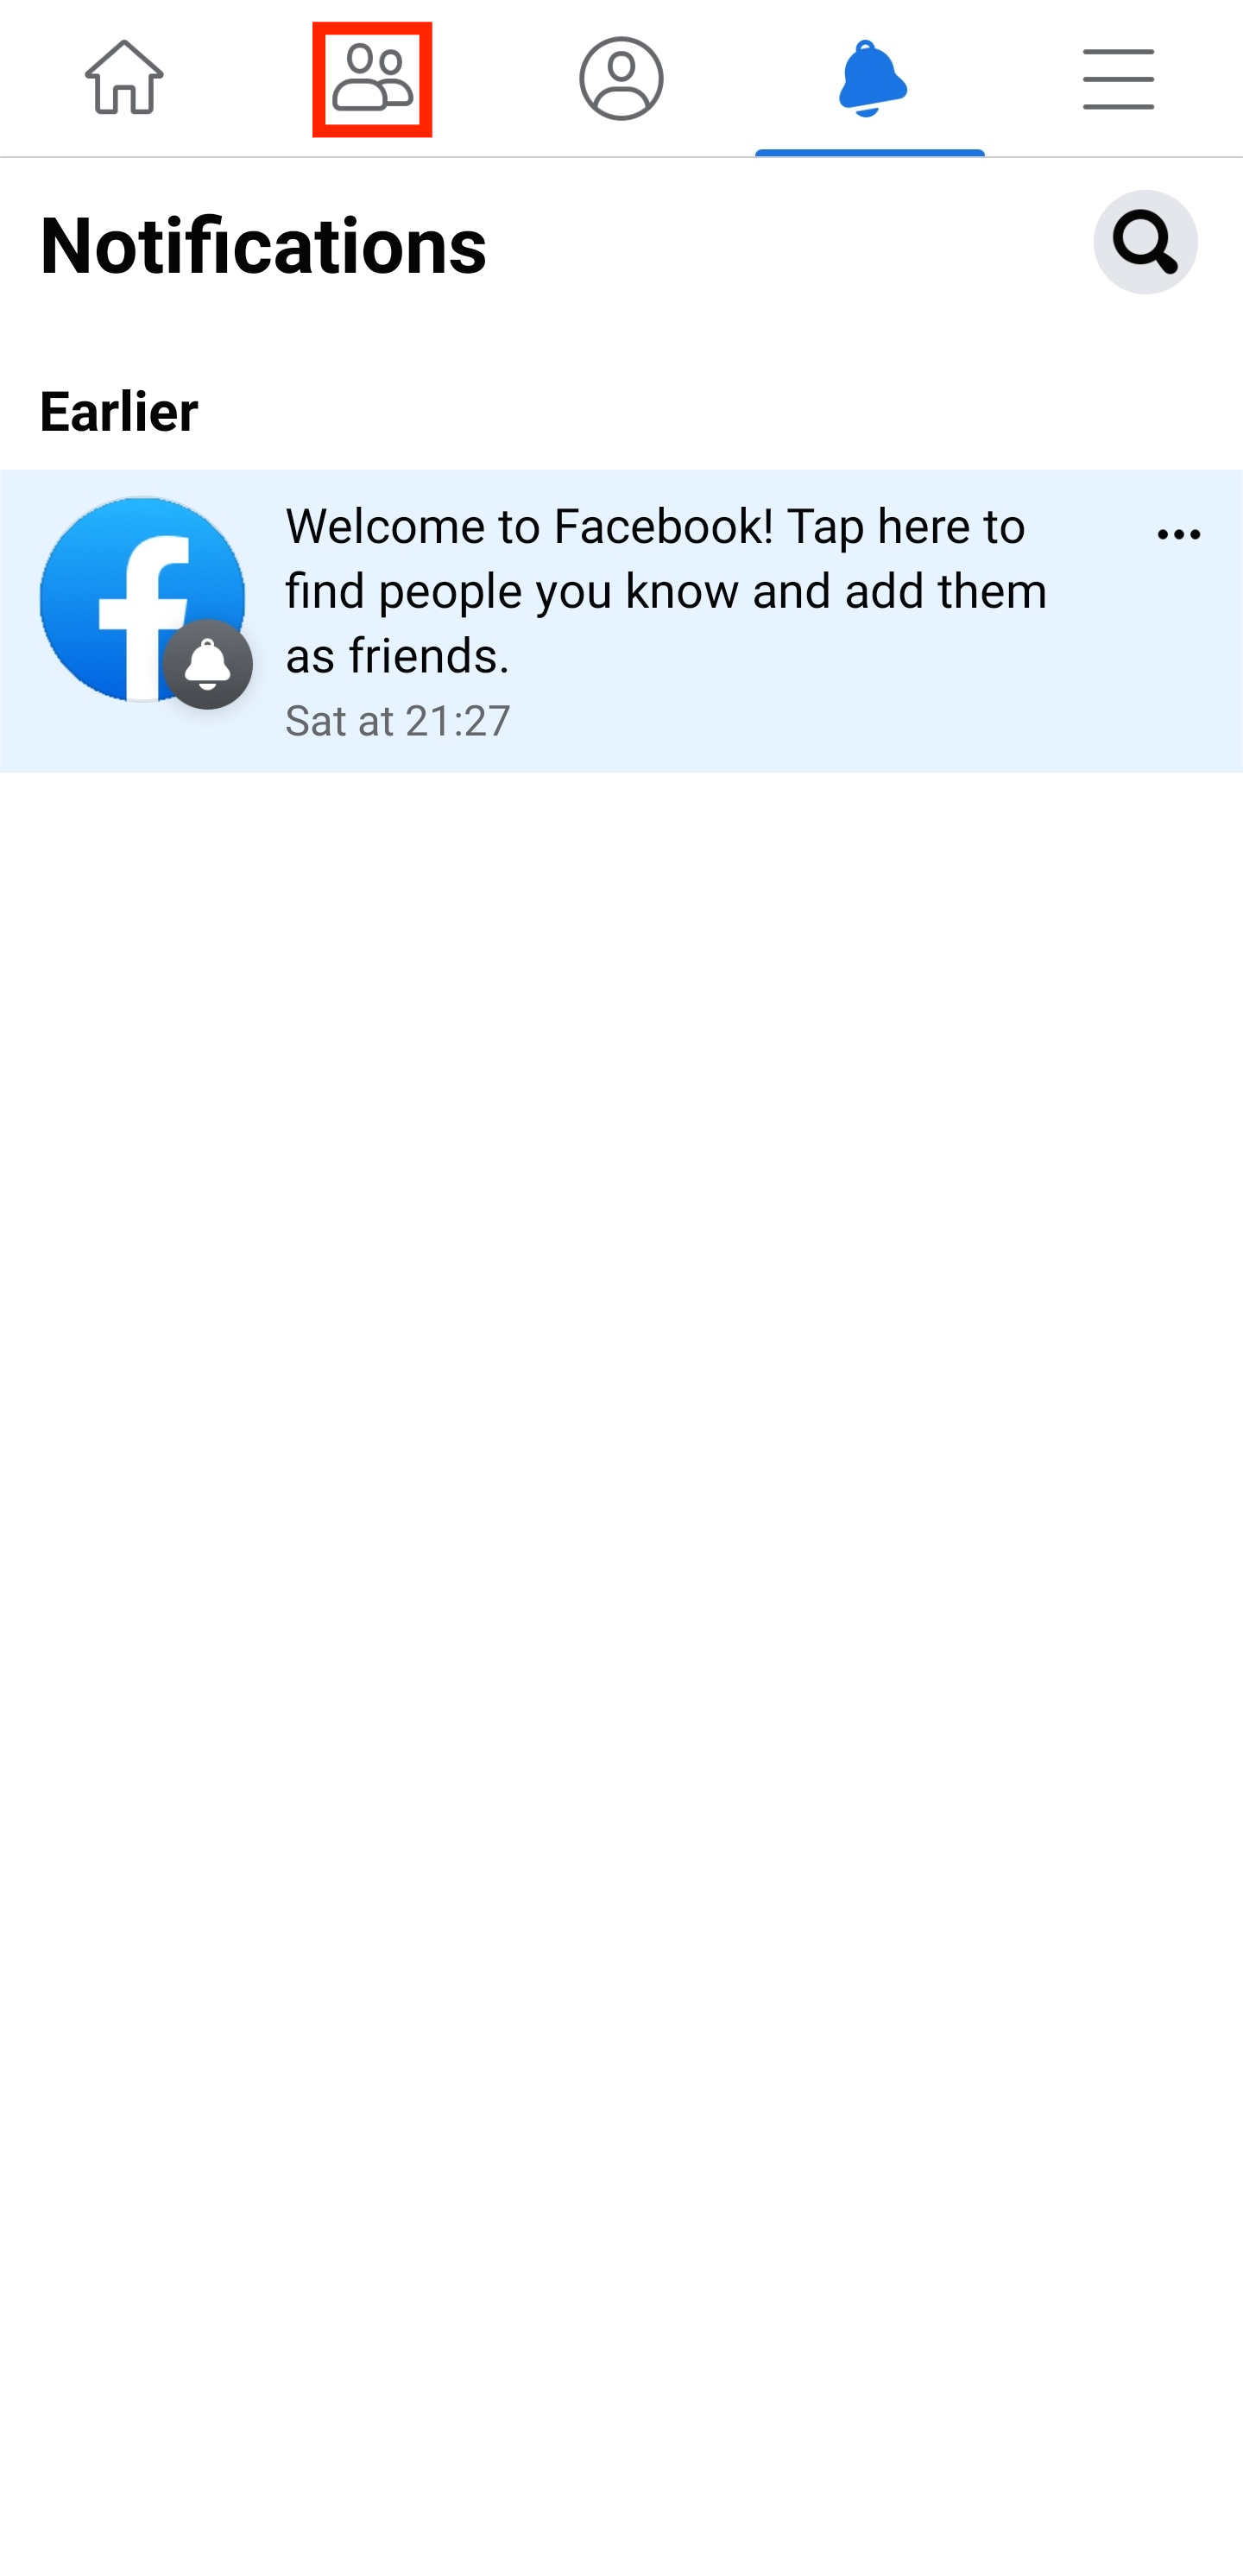 Notifications
Earlier
Welcome to Facebook! Tap here to
find people you know and add them
as friends.
Sat at 21:27